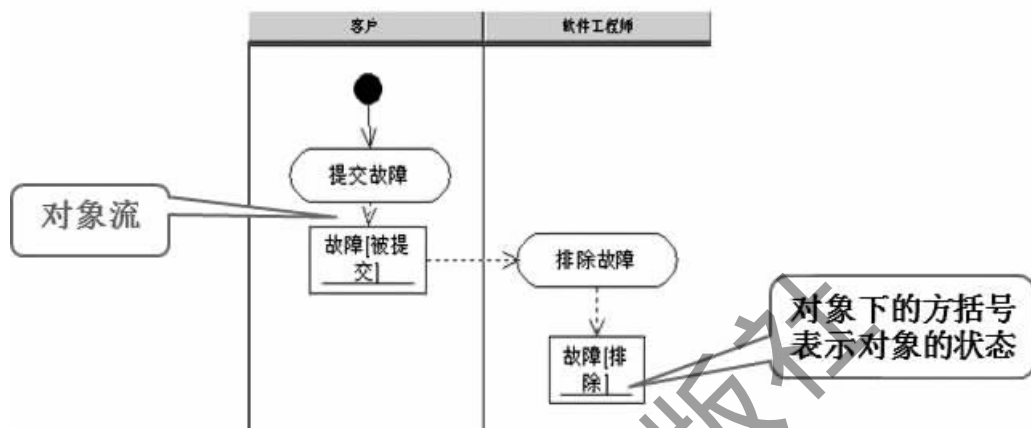 客户
软件工程师
提交故障
对象流
故障[被提
交]
排除故障
对象下的方括号
表示对象的状态
故障[排
除]
版社